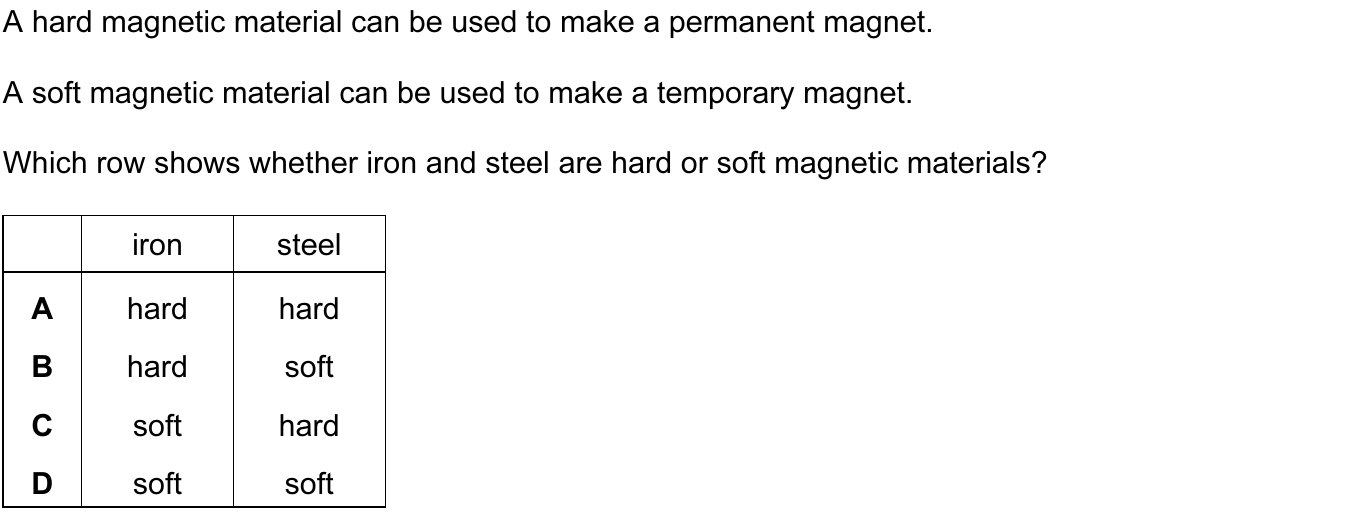 A hard magnetic material can be used to make a permanent magnet.
A soft magnetic material can be used to make a temporary magnet.
Which row shows whether iron and steel are hard or soft magnetic materials?
iron steel
A hard hard
B hard soft
C soft hard
D soft soft